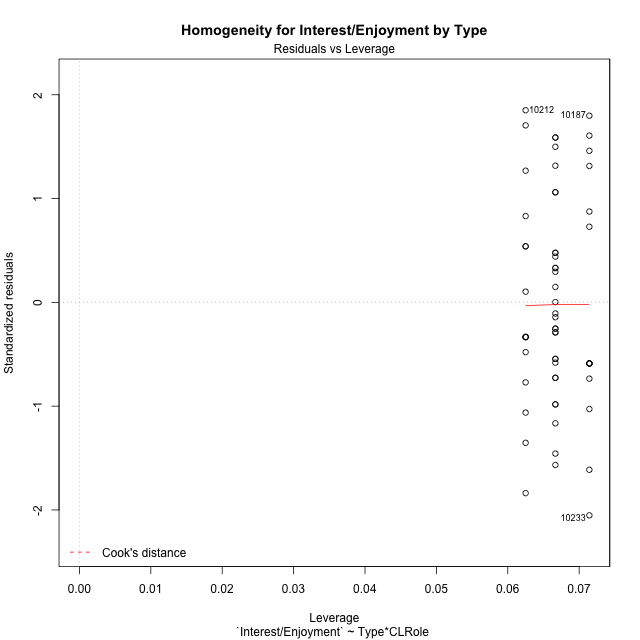 Homogeneity for Interest/Enjoyment by Type
Residuals vs Leverage
Standardized residuals
2
1
0
-1
-2
10212
10187
10233
Cook's distance
0.00 0.01 0.02 0.03 0.04 0.05 0.06 0.07
Leverage
`Interest/Enjoyment` ~ Type*CLRole